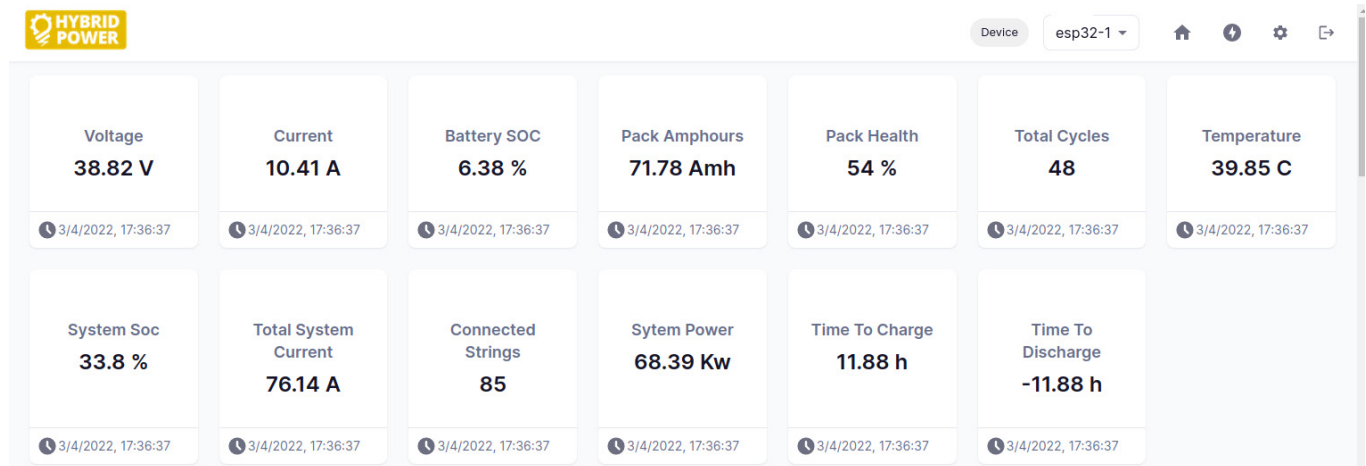 HYBRID
POWER
Device
esp32-1
Voltage
38.82 V
3/4/2022, 17:36:37
Current
10.41 A
3/4/2022, 17:36:37
Battery SOC
6.38 %
3/4/2022, 17:36:37
Pack Amphours
71.78 Amh
3/4/2022, 17:36:37
Pack Health
54 %
3/4/2022, 17:36:37
Total Cycles
48
3/4/2022, 17:36:37
Temperature
39.85 C
3/4/2022, 17:36:37
System Soc
33.8 %
3/4/2022, 17:36:37
Total System
Current
76.14 A
3/4/2022, 17:36:37
Connected
Strings
85
3/4/2022, 17:36:37
Sytem Power
68.39 Kw
3/4/2022, 17:36:37
Time To Charge
11.88 h
3/4/2022, 17:36:37
Time To
Discharge
-11.88 h
3/4/2022, 17:36:37